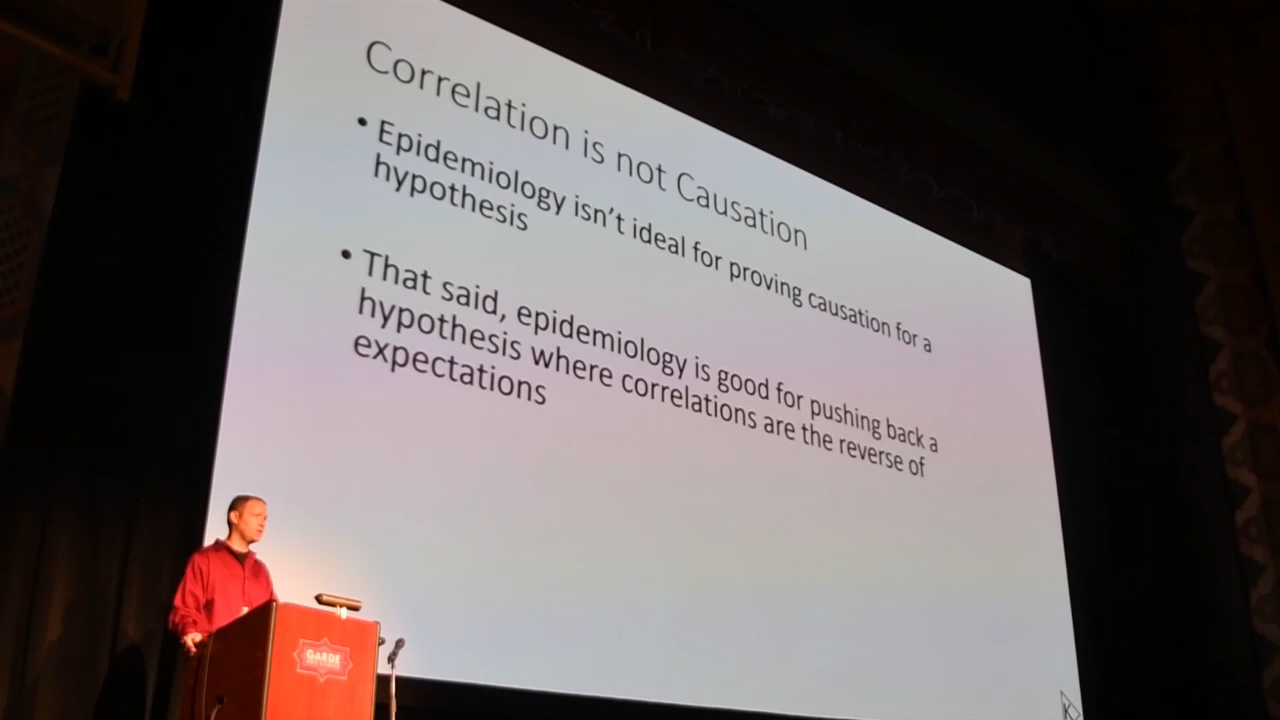 Correlation is not Causation
• Epidemiology isn't ideal for proving causation for a
hypothesis
• That said, epidemiology is good for pushing back a
hypothesis where correlations are the reverse of
expectations
GARDE
K